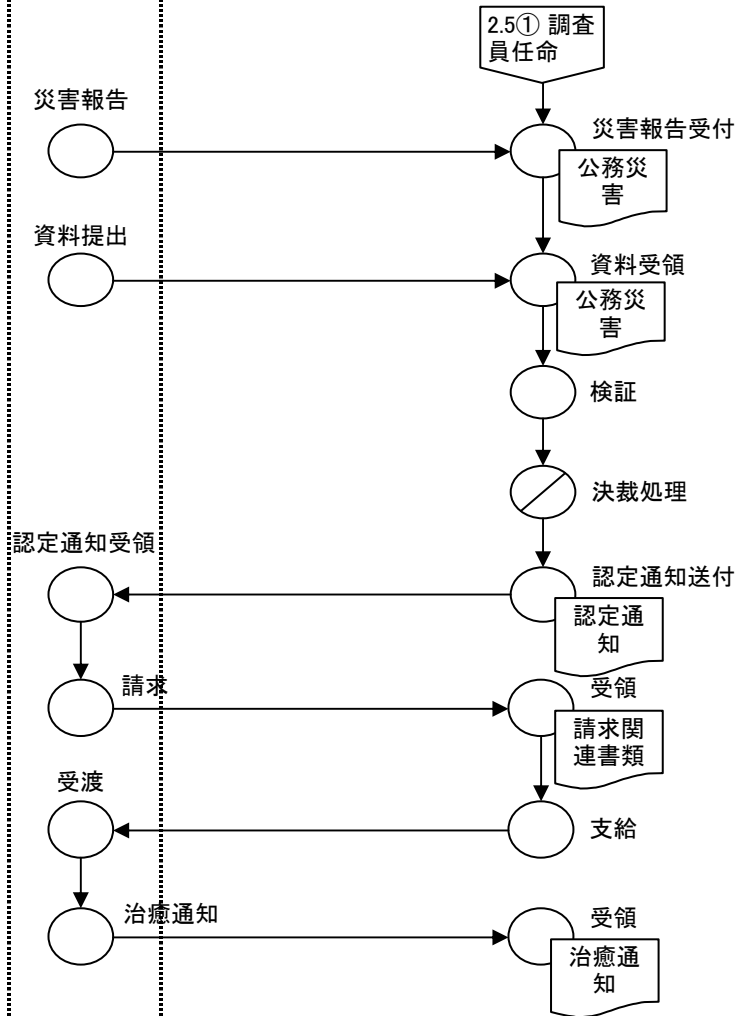 2.5① 調査
員任命
災害報告
災害報告受付
公務災
害
資料提出
資料受領
公務災
害
検証
決裁処理
認定通知受領
認定通知送付
認定通
知
請求
受領
請求関
連書類
受渡
支給
治癒通知
受領
治癒通
知